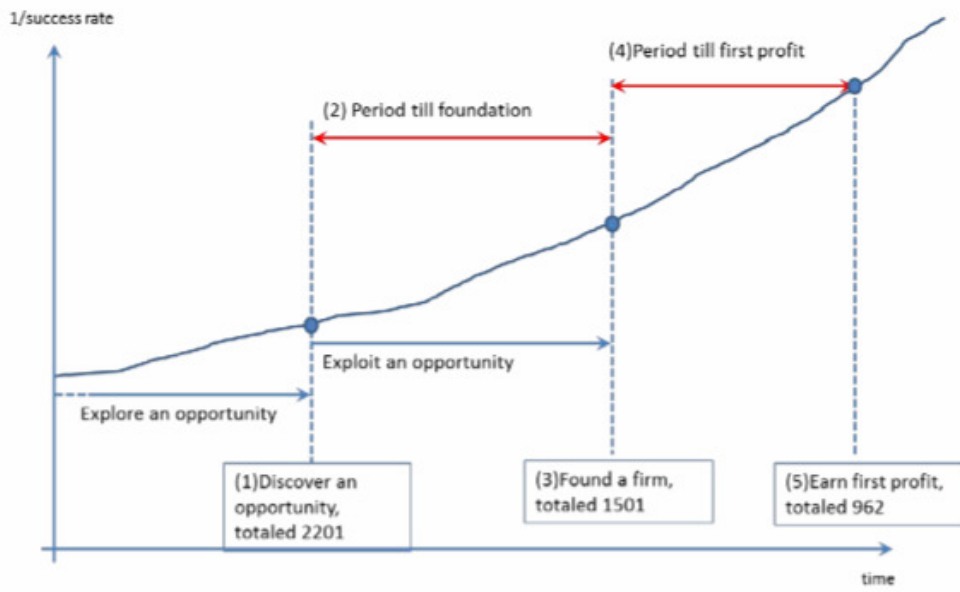 1/success rate
(4)Period till first profit
(2) Period till foundation
Exploit an opportunity
Explore an opportunity
(1)Discover an
opportunity,
totaled 2201
(3)Found a firm,
totaled 1501
(5)Earn first profit,
totaled 962
time